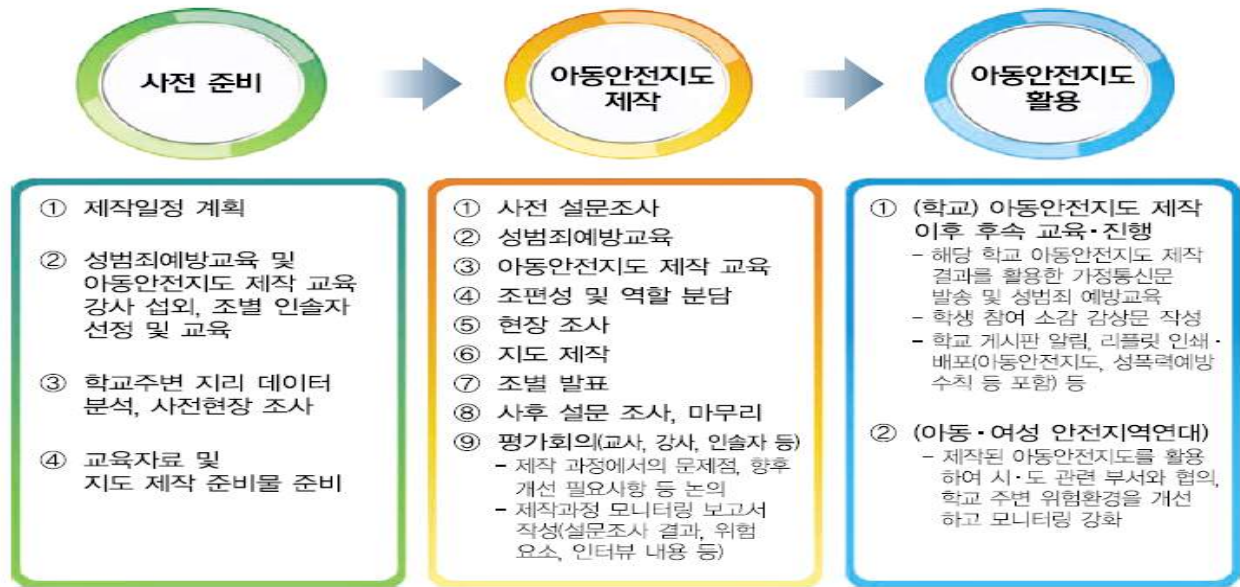 사전 준비
아동안전지도
제작
아동안전지도
활용
① 제작일정 계획
② 성범죄예방교육 및
아동안전지도 제작 교육
강사 섭외, 조별 인솔자
선정 및 교육
③ 학교주변 지리 데이터
분석, 사전현장 조사
④ 교육자료 및
지도 제작 준비물 준비
① 사전 설문조사
② 성범죄예방교육
③ 아동안전지도 제작 교육
④ 조편성 및 역할 분담
⑤ 현장 조사
⑥ 지도 제작
⑦ 조별 발표
⑧ 사후 설문 조사, 마무리
⑨ 평가회의(교사, 강사, 인솔자 등)
- 제작 과정에서의 문제점, 향후
개선 필요사항 등 논의
- 제작과정 모니터링 보고서
작성(설문조사 결과, 위험
요소, 인터뷰 내용 등)
① (학교) 아동안전지도 제작
이후 후속 교육·진행
- 해당 학교 아동안전지도 제작
결과를 활용한 가정통신문
발송 및 성범죄 예방교육
- 학생 참여 소감 감상문 작성
- 학교 게시판 알림, 리플릿 인쇄·
배포(아동안전지도, 성폭력예방
수칙 등 포함) 등
② (아동·여성 안전지역연대)
- 제작된 아동안전지도를 활용
하여 시·도 관련 부서와 협의,
학교 주변 위험환경을 개선
하고 모니터링 강화